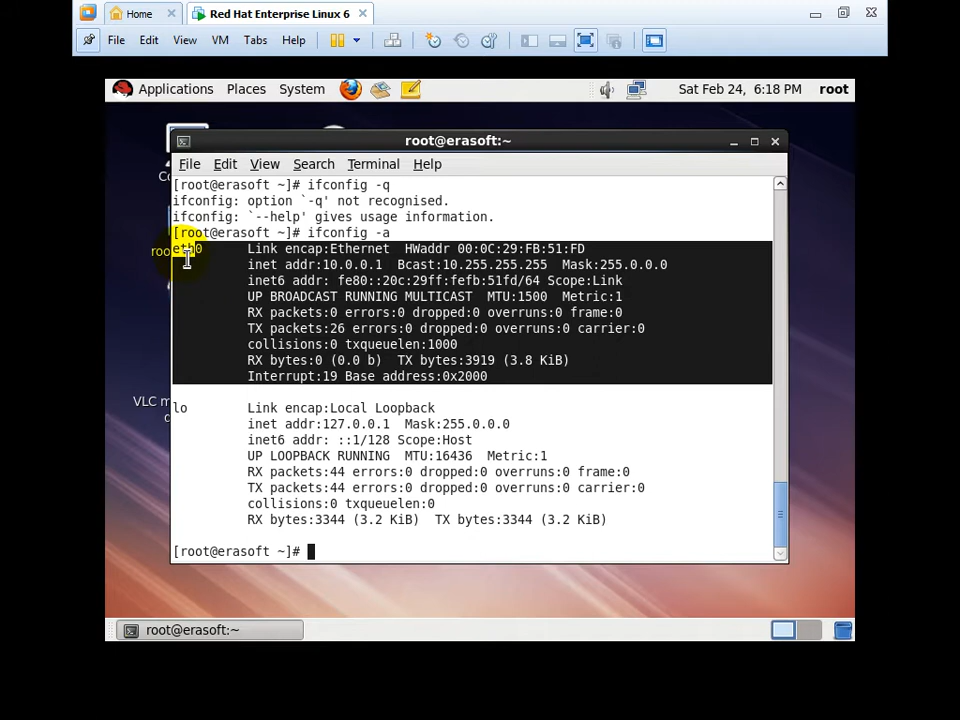 Home
Red Hat Enterprise Linux 6
File Edit View VM Tabs Help
Applications Places System Sat Feb 24, 6:18 PM root
root@erasoft:~
File Edit View Search Terminal Help
[root@erasoft ~]# ifconfig -q
ifconfig: option `-q' not recognised.
ifconfig: `--help' gives usage information.
[root@erasoft ~]# ifconfig -a
eth0 Link encap:Ethernet HWaddr 00:0C:29:FB:51:FD
inet addr:10.0.0.1 Bcast:10.255.255.255 Mask:255.0.0.0
inet6 addr: fe80::20c:29ff:fefb:51fd/64 Scope:Link
UP BROADCAST RUNNING MULTICAST MTU:1500 Metric:1
RX packets:0 errors:0 dropped:0 overruns:0 frame:0
TX packets:26 errors:0 dropped:0 overruns:0 carrier:0
collisions:0 txqueuelen:1000
RX bytes:0 (0.0 b) TX bytes:3919 (3.8 KiB)
Interrupt:19 Base address:0x2000
lo Link encap:Local Loopback
inet addr:127.0.0.1 Mask:255.0.0.0
inet6 addr: ::1/128 Scope:Host
UP LOOPBACK RUNNING MTU:16436 Metric:1
RX packets:44 errors:0 dropped:0 overruns:0 frame:0
TX packets:44 errors:0 dropped:0 overruns:0 carrier:0
collisions:0 txqueuelen:0
RX bytes:3344 (3.2 KiB) TX bytes:3344 (3.2 KiB)
[root@erasoft ~]#
VLC m
root@erasoft:~